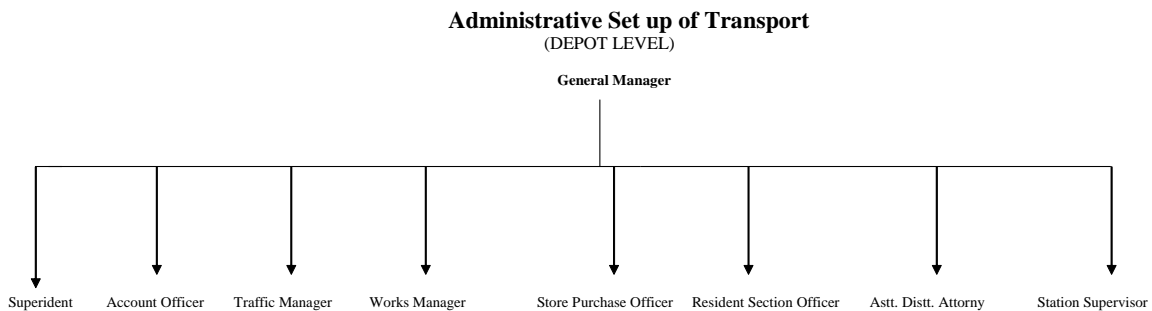 Administrative Set up of Transport
(DEPOT LEVEL)
General Manager
Superident Account Officer Traffic Manager Works Manager Store Purchase Officer Resident Section Officer Astt. Distt. Attorny Station Supervisor